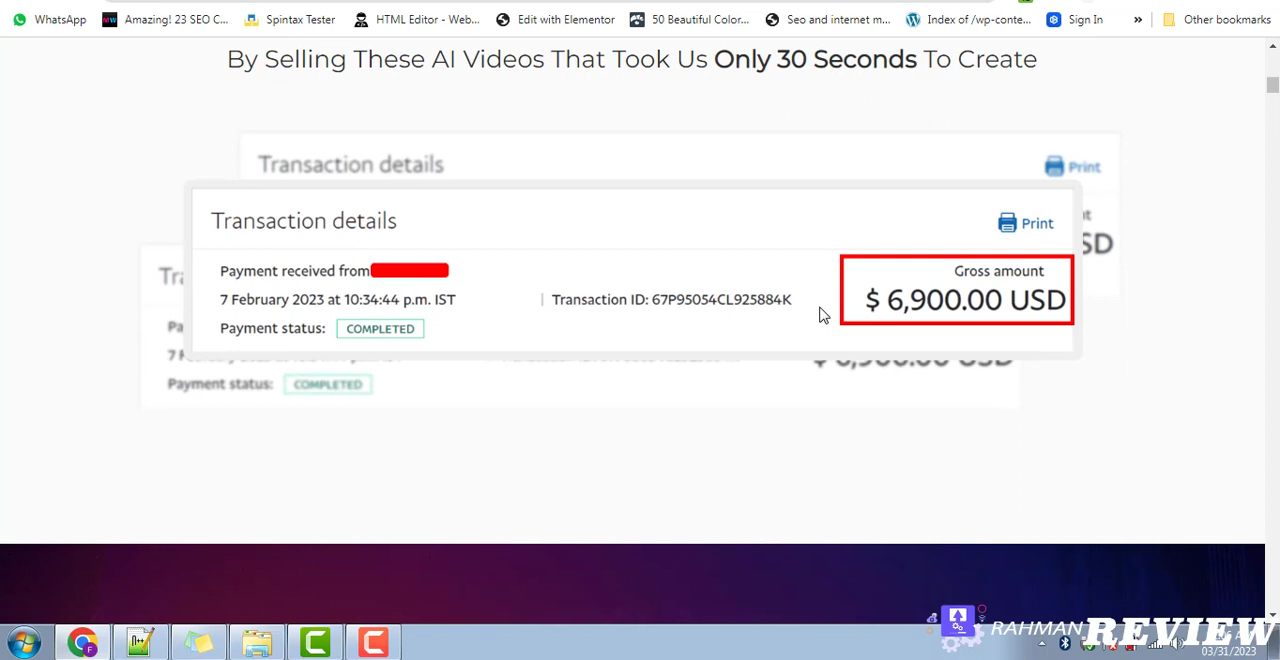 WhatsApp Amazing! 23 SEO C... Spintax Tester HTML Editor - Web... Edit with Elementor 50 Beautiful Color... Seo and internet m... Index of /wp-conte... Sign In » Other bookmarks
By Selling These AI Videos That Took Us Only 30 Seconds To Create
Transaction details Print
Transaction details Print
SD
Payment received from Gross amount
7 February 2023 at 10:34:44 p.m. IST Transaction ID: 67P95054CL925884K $ 6,900.00 USD
Payment status: COMPLETED
Payment status: COMPLETED
RAHMAN REVIEW
03/31/2023